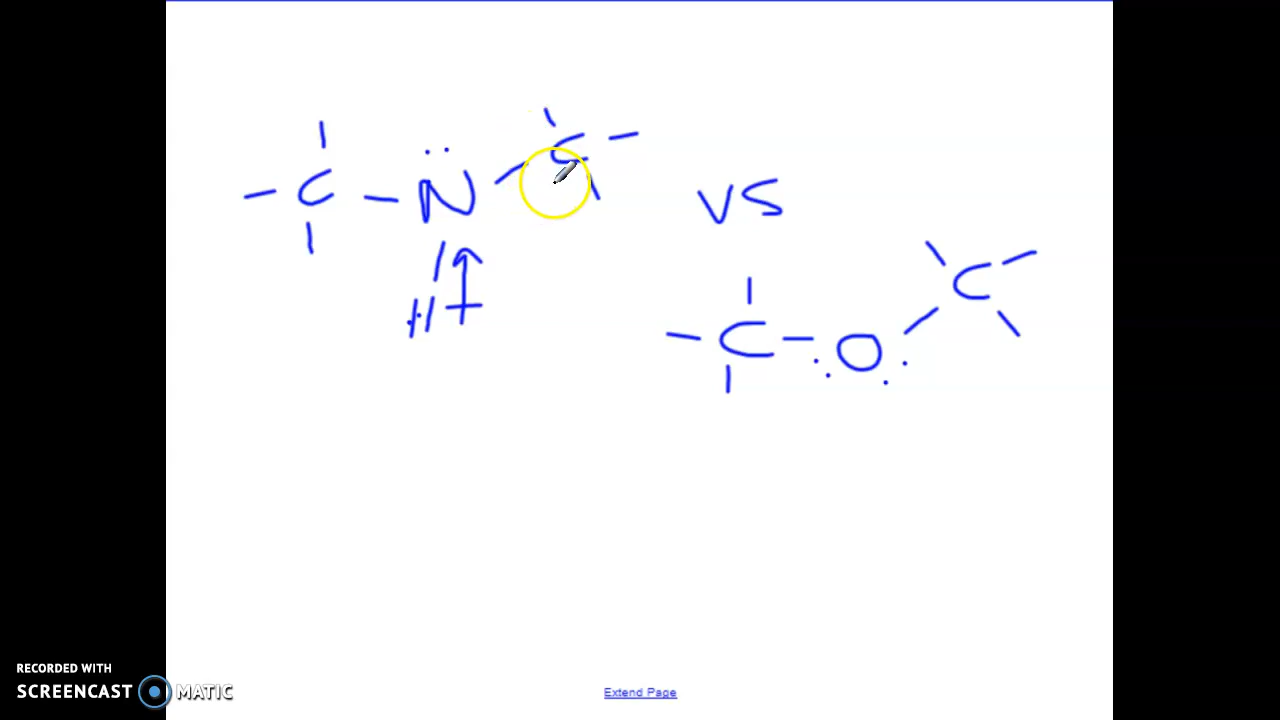 C N C
H
vs
C O C
Extend Page
RECORDED WITH
SCREENCAST MATIC